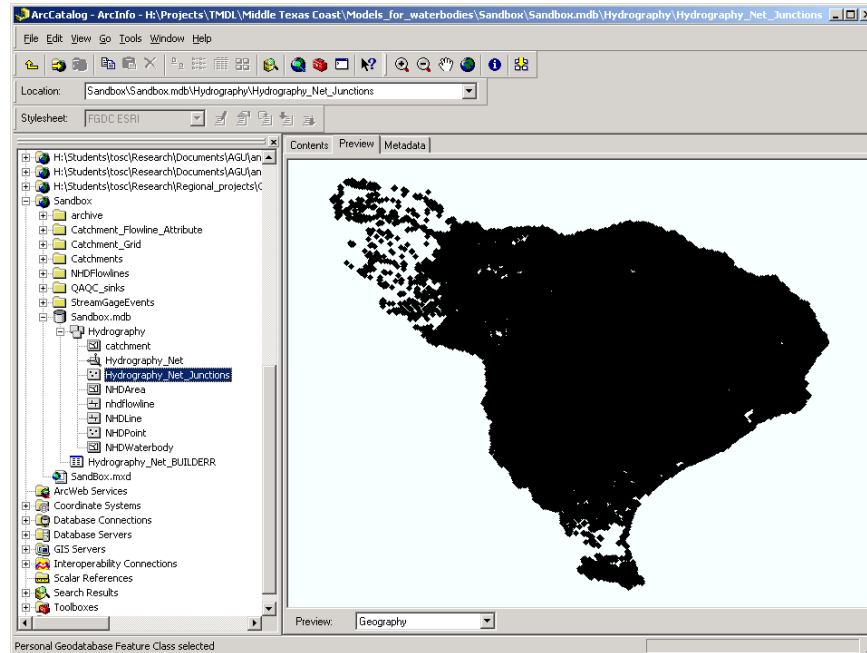 ArcCatalog - ArcInfo - H:\Projects\TMDL\Middle Texas Coast\Models_for_waterbodies\Sandbox\Sandbox.mdb\Hydrography\Hydrography_Net_Junctions
File Edit View Go Tools Window Help
Location: Sandbox\Sandbox.mdb\Hydrography\Hydrography_Net_Junctions
Stylesheet: FGDC ESRI
Contents Preview Metadata
H:\Students\tosc\Research\Documents\AGU\an
H:\Students\tosc\Research\Documents\AGU\an
H:\Students\tosc\Research\Regional_projects\C
Sandbox
archive
Catchment_Flowline_Attribute
Catchment_Grid
Catchments
NHDFlowlines
QAQC_sinks
StreamGageEvents
Sandbox.mdb
Hydrography
catchment
Hydrography_Net
Hydrography_Net_Junctions
NHDArea
nhdflowline
NHDLine
NHDPoint
NHDWaterbody
Hydrography_Net_BUILDERR
SandBox.mxd
ArcWeb Services
Coordinate Systems
Database Connections
Database Servers
GIS Servers
Interoperability Connections
Scalar References
Search Results
Toolboxes
Preview: Geography
Personal Geodatabase Feature Class selected